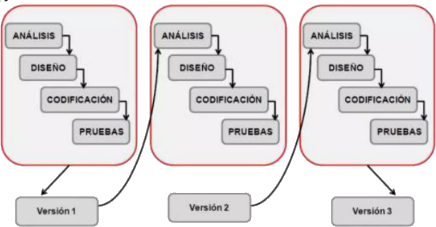 ANÁLISIS
DISEÑO
CODIFICACIÓN
PRUEBAS
Versión 1
ANÁLISIS
DISEÑO
CODIFICACIÓN
PRUEBAS
Versión 2
ANÁLISIS
DISEÑO
CODIFICACIÓN
PRUEBAS
Versión 3